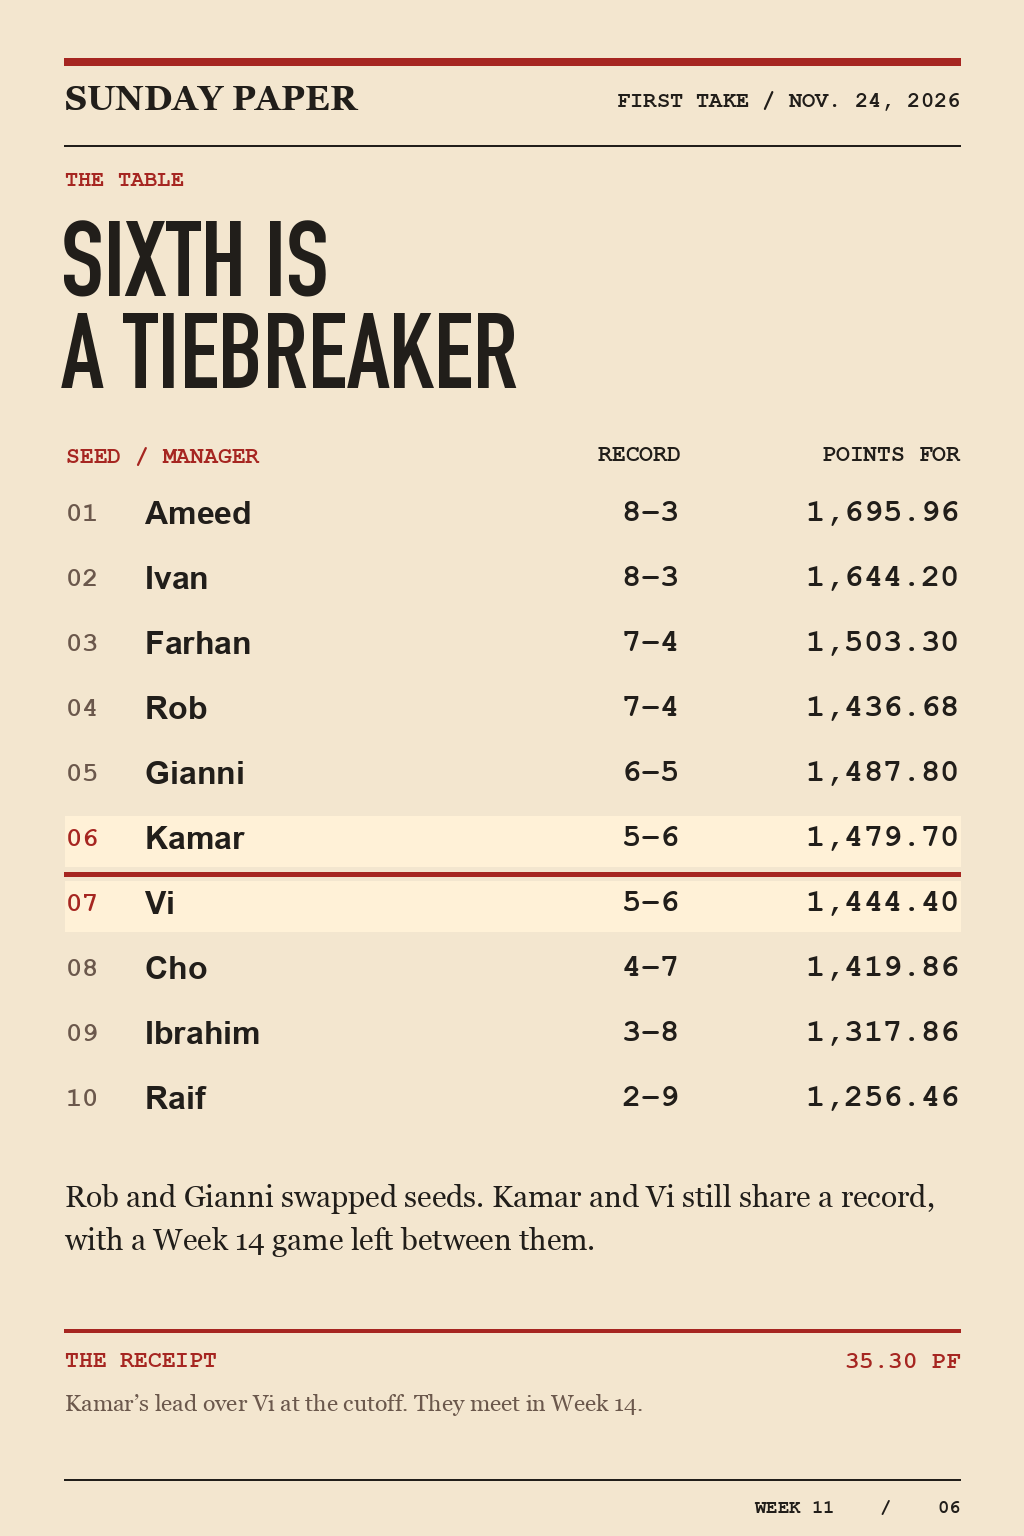 SUNDAY PAPER
FIRST TAKE / NOV. 24, 2026
THE TABLE
SIXTH IS
A TIEBREAKER
SEED / MANAGER RECORD POINTS FOR
01 Ameed 8–3 1,695.96
02 Ivan 8–3 1,644.20
03 Farhan 7–4 1,503.30
04 Rob 7–4 1,436.68
05 Gianni 6–5 1,487.80
06 Kamar 5–6 1,479.70
07 Vi 5–6 1,444.40
08 Cho 4–7 1,419.86
09 Ibrahim 3–8 1,317.86
10 Raif 2–9 1,256.46
Rob and Gianni swapped seeds. Kamar and Vi still share a record,
with a Week 14 game left between them.
THE RECEIPT 35.30 PF
Kamar’s lead over Vi at the cutoff. They meet in Week 14.
WEEK 11 / 06